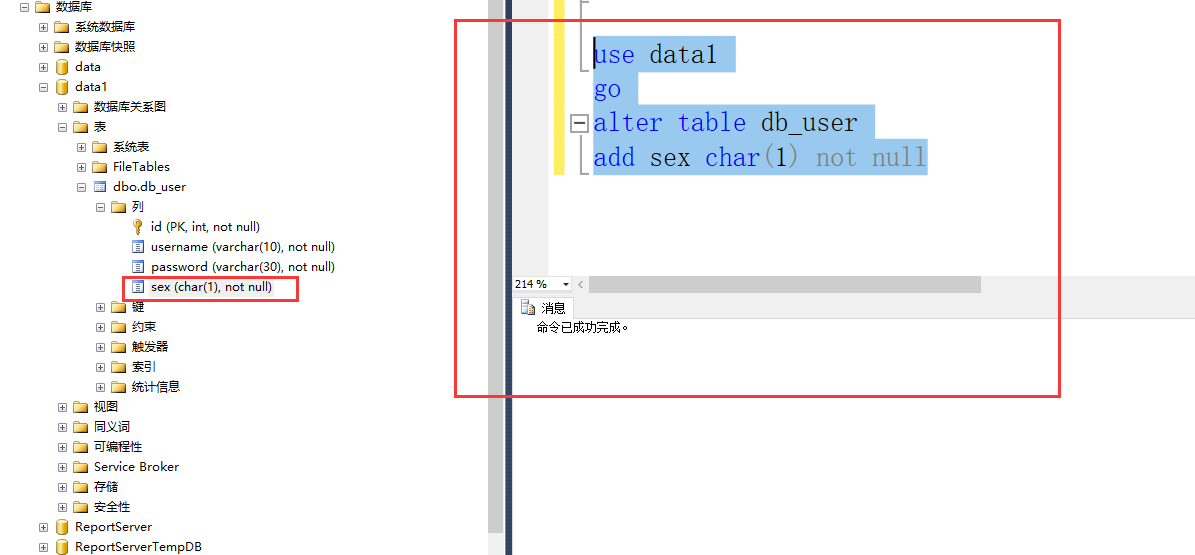 数据库
系统数据库
数据库快照
data
data1
数据库关系图
表
系统表
FileTables
dbo.db_user
列
id (PK, int, not null)
username (varchar(10), not null)
password (varchar(30), not null)
sex (char(1), not null)
键
约束
触发器
索引
统计信息
视图
同义词
可编程性
Service Broker
存储
安全性
ReportServer
ReportServerTempDB
use data1
go
alter table db_user
add sex char(1) not null
214 %
消息
命令已成功完成。